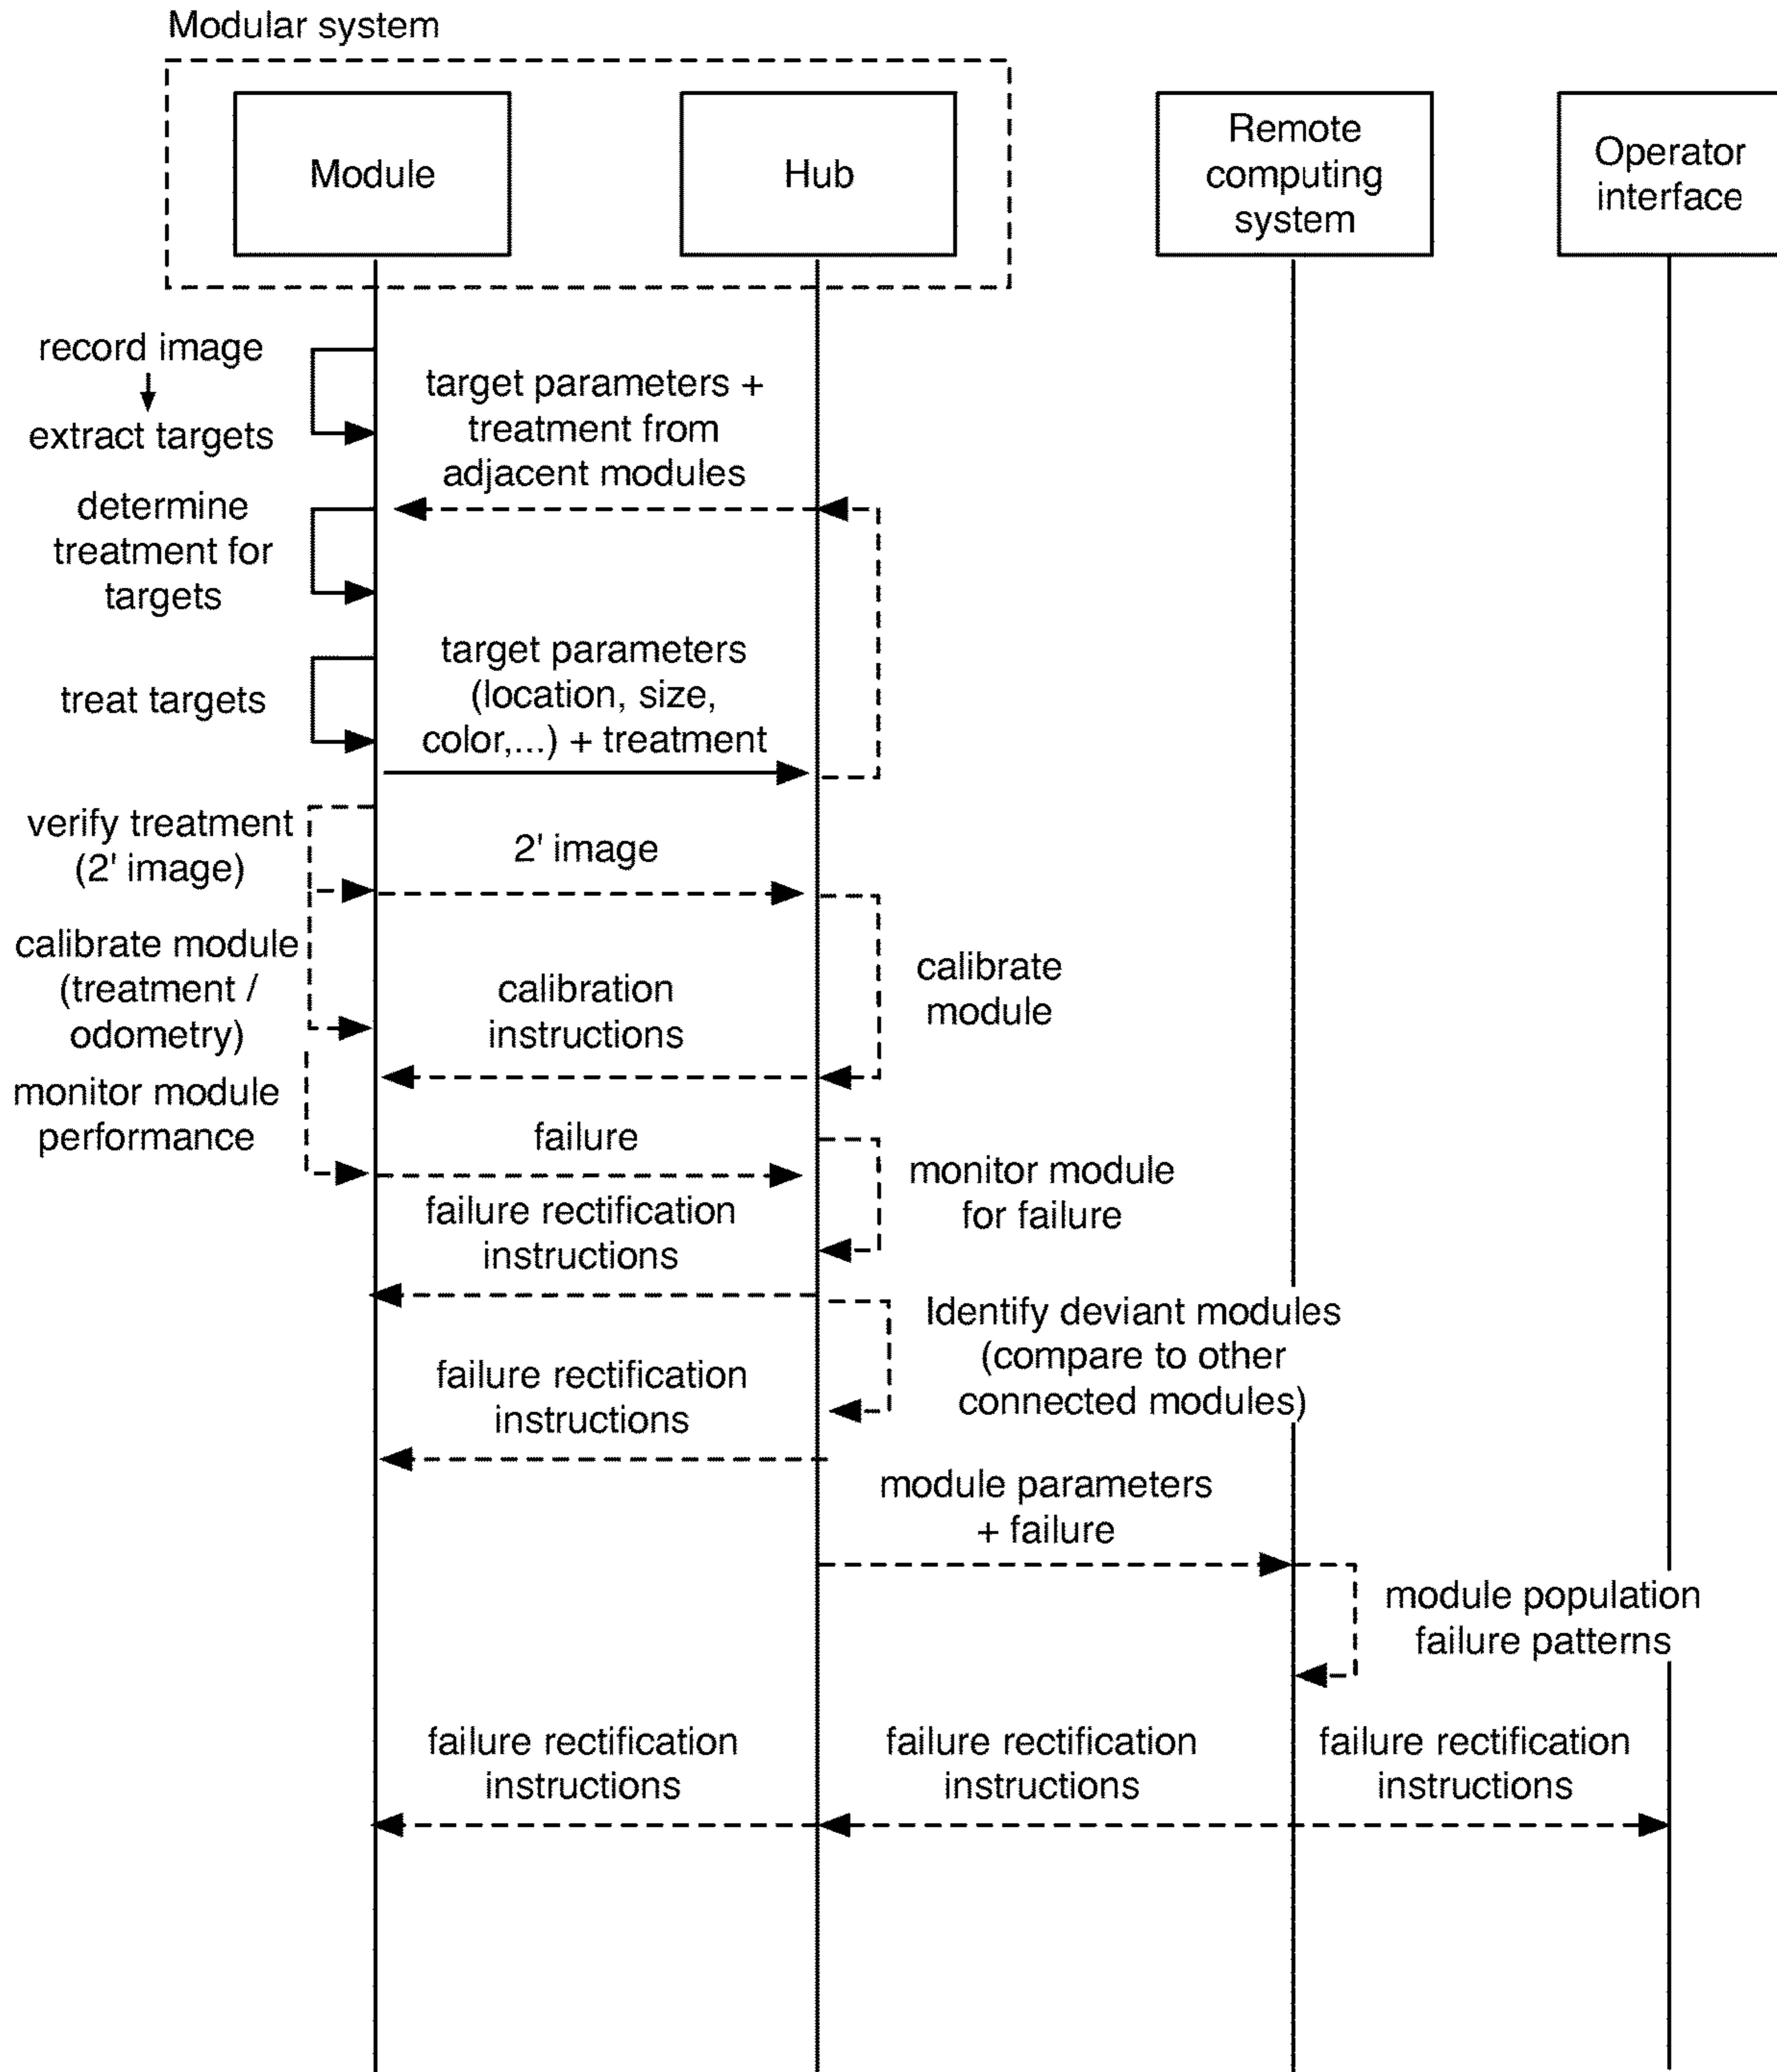 Modular system
Module
Hub
Remote
computing
system
Operator
interface
record image
extract targets
target parameters +
treatment from
adjacent modules
determine
treatment for
targets
treat targets
target parameters
(location, size,
color,...) + treatment
verify treatment
(2' image)
2' image
calibrate module
(treatment /
odometry)
calibration
instructions
calibrate
module
monitor module
performance
failure
monitor module
for failure
failure rectification
instructions
Identify deviant modules
(compare to other
connected modules)
failure rectification
instructions
module parameters
+ failure
module population
failure patterns
failure rectification
instructions
failure rectification
instructions
failure rectification
instructions